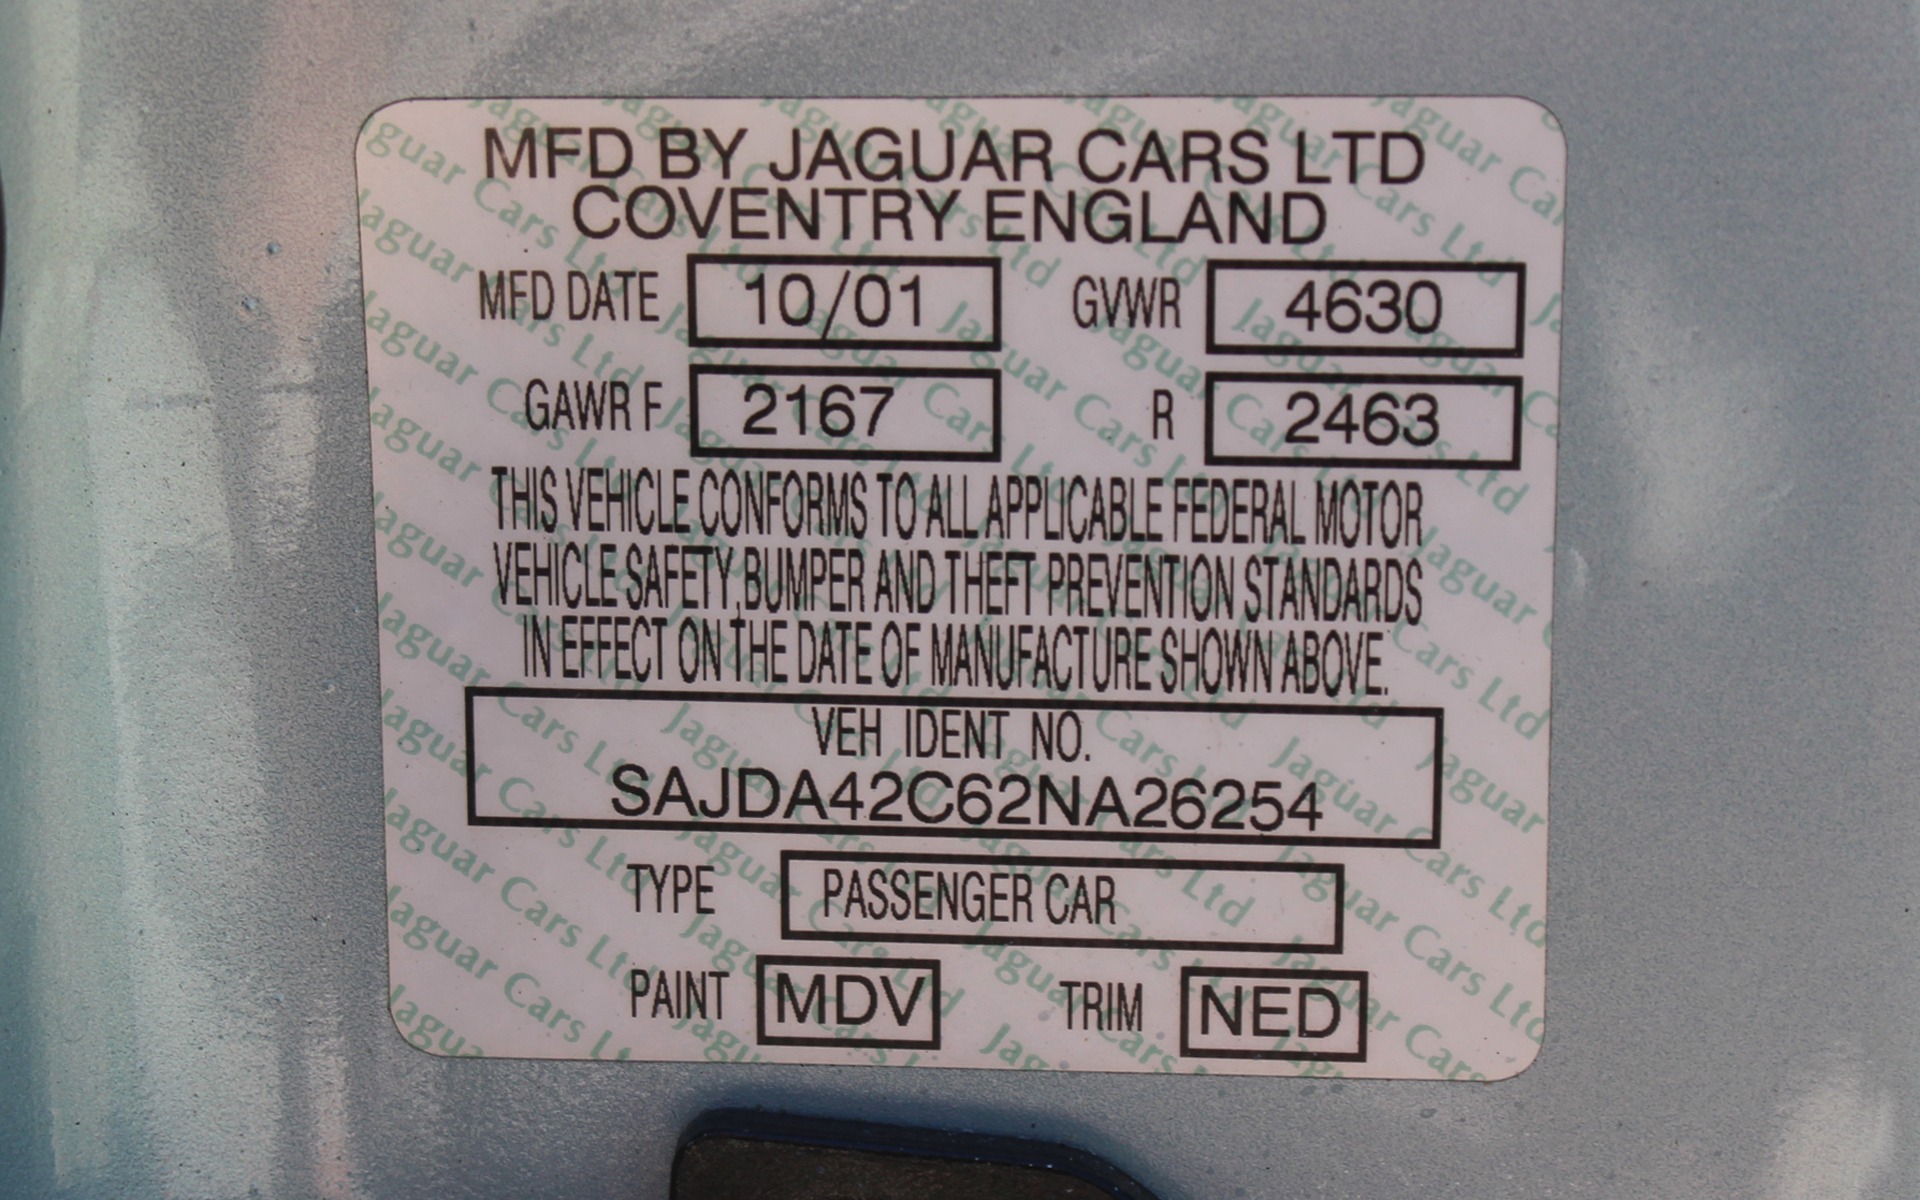 MFD BY JAGUAR CARS LTD
COVENTRY ENGLAND
MFD DATE 10/01 GVWR 4630
GAWR F 2167 R 2463
THIS VEHICLE CONFORMS TO ALL APPLICABLE FEDERAL MOTOR
VEHICLE SAFETY,BUMPER AND THEFT PREVENTION STANDARDS
IN EFFECT ON THE DATE OF MANUFACTURE SHOWN ABOVE.
VEH IDENT NO.
SAJDA42C62NA26254
TYPE PASSENGER CAR
PAINT MDV TRIM NED